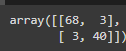 array([[68,  3],
       [ 3, 40]])